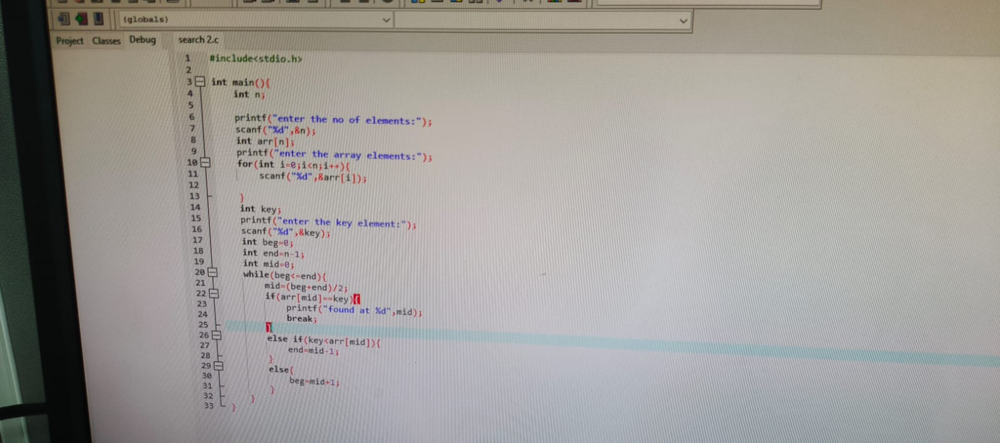 (globals)
Project Classes Debug search 2.c
1 #include<stdio.h>
2
3 int main(){
4 int n;
5
6 printf("enter the no of elements:");
7 scanf("%d",&n);
8 int arr[n];
9 printf("enter the array elements:");
10 for(int i=0;i<n;i++){
11 scanf("%d",&arr[i]);
12
13 }
14 int key;
15 printf("enter the key element:");
16 scanf("%d",&key);
17 int beg=0;
18 int end=n-1;
19 int mid=0;
20 while(beg<=end){
21 mid=(beg+end)/2;
22 if(arr[mid]==key){
23 printf("found at %d",mid);
24 break;
25 }
26 else if(key<arr[mid]){
27 end=mid-1;
28 }
29 else{
30 beg=mid+1;
31 }
32 }
33 }